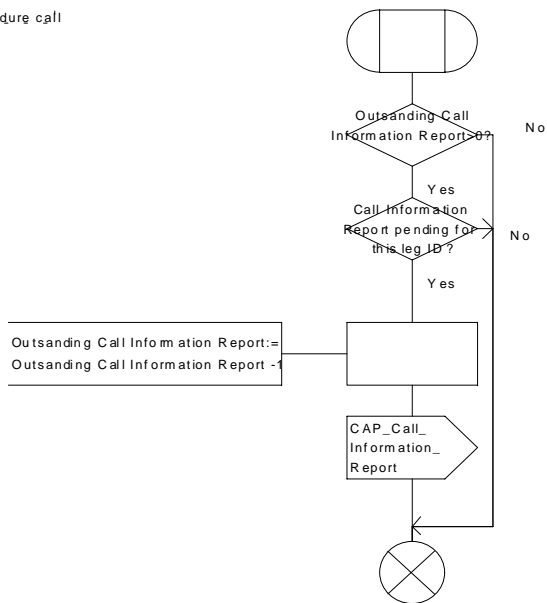 dure call
Outsanding Call
Information Report>0?
No
Yes
Call Information
Report pending for
this leg ID?
No
Yes
Outsanding Call Information Report:=
Outsanding Call Information Report -1
CAP_Call_
Information_
Report